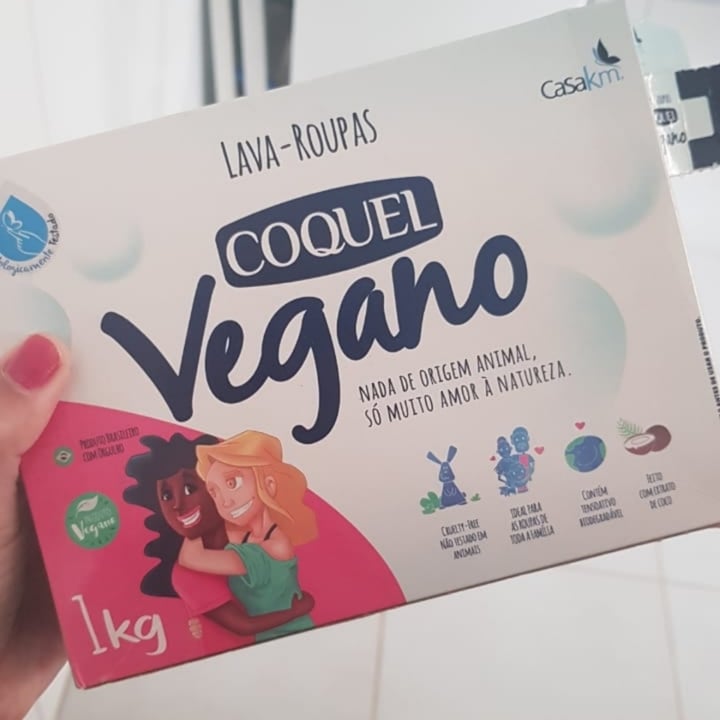 Casakm
LAVA-ROUPAS
COQUEL
Vegano
NADA DE ORIGEM ANIMAL,
SÓ MUITO AMOR À NATUREZA.
ologicamente Testado
PRODUTO BRASILEIRO
COM ORGULHO
Vegano
CRUELTY-FREE
NÃO TESTADO EM
ANIMAIS
IDEAL PARA
AS ROUPAS DE
TODA A FAMÍLIA
CONTÉM
TENSOATIVO
BIODEGRADÁVEL
FEITO
COM EXTRATO
DE COCO
1kg